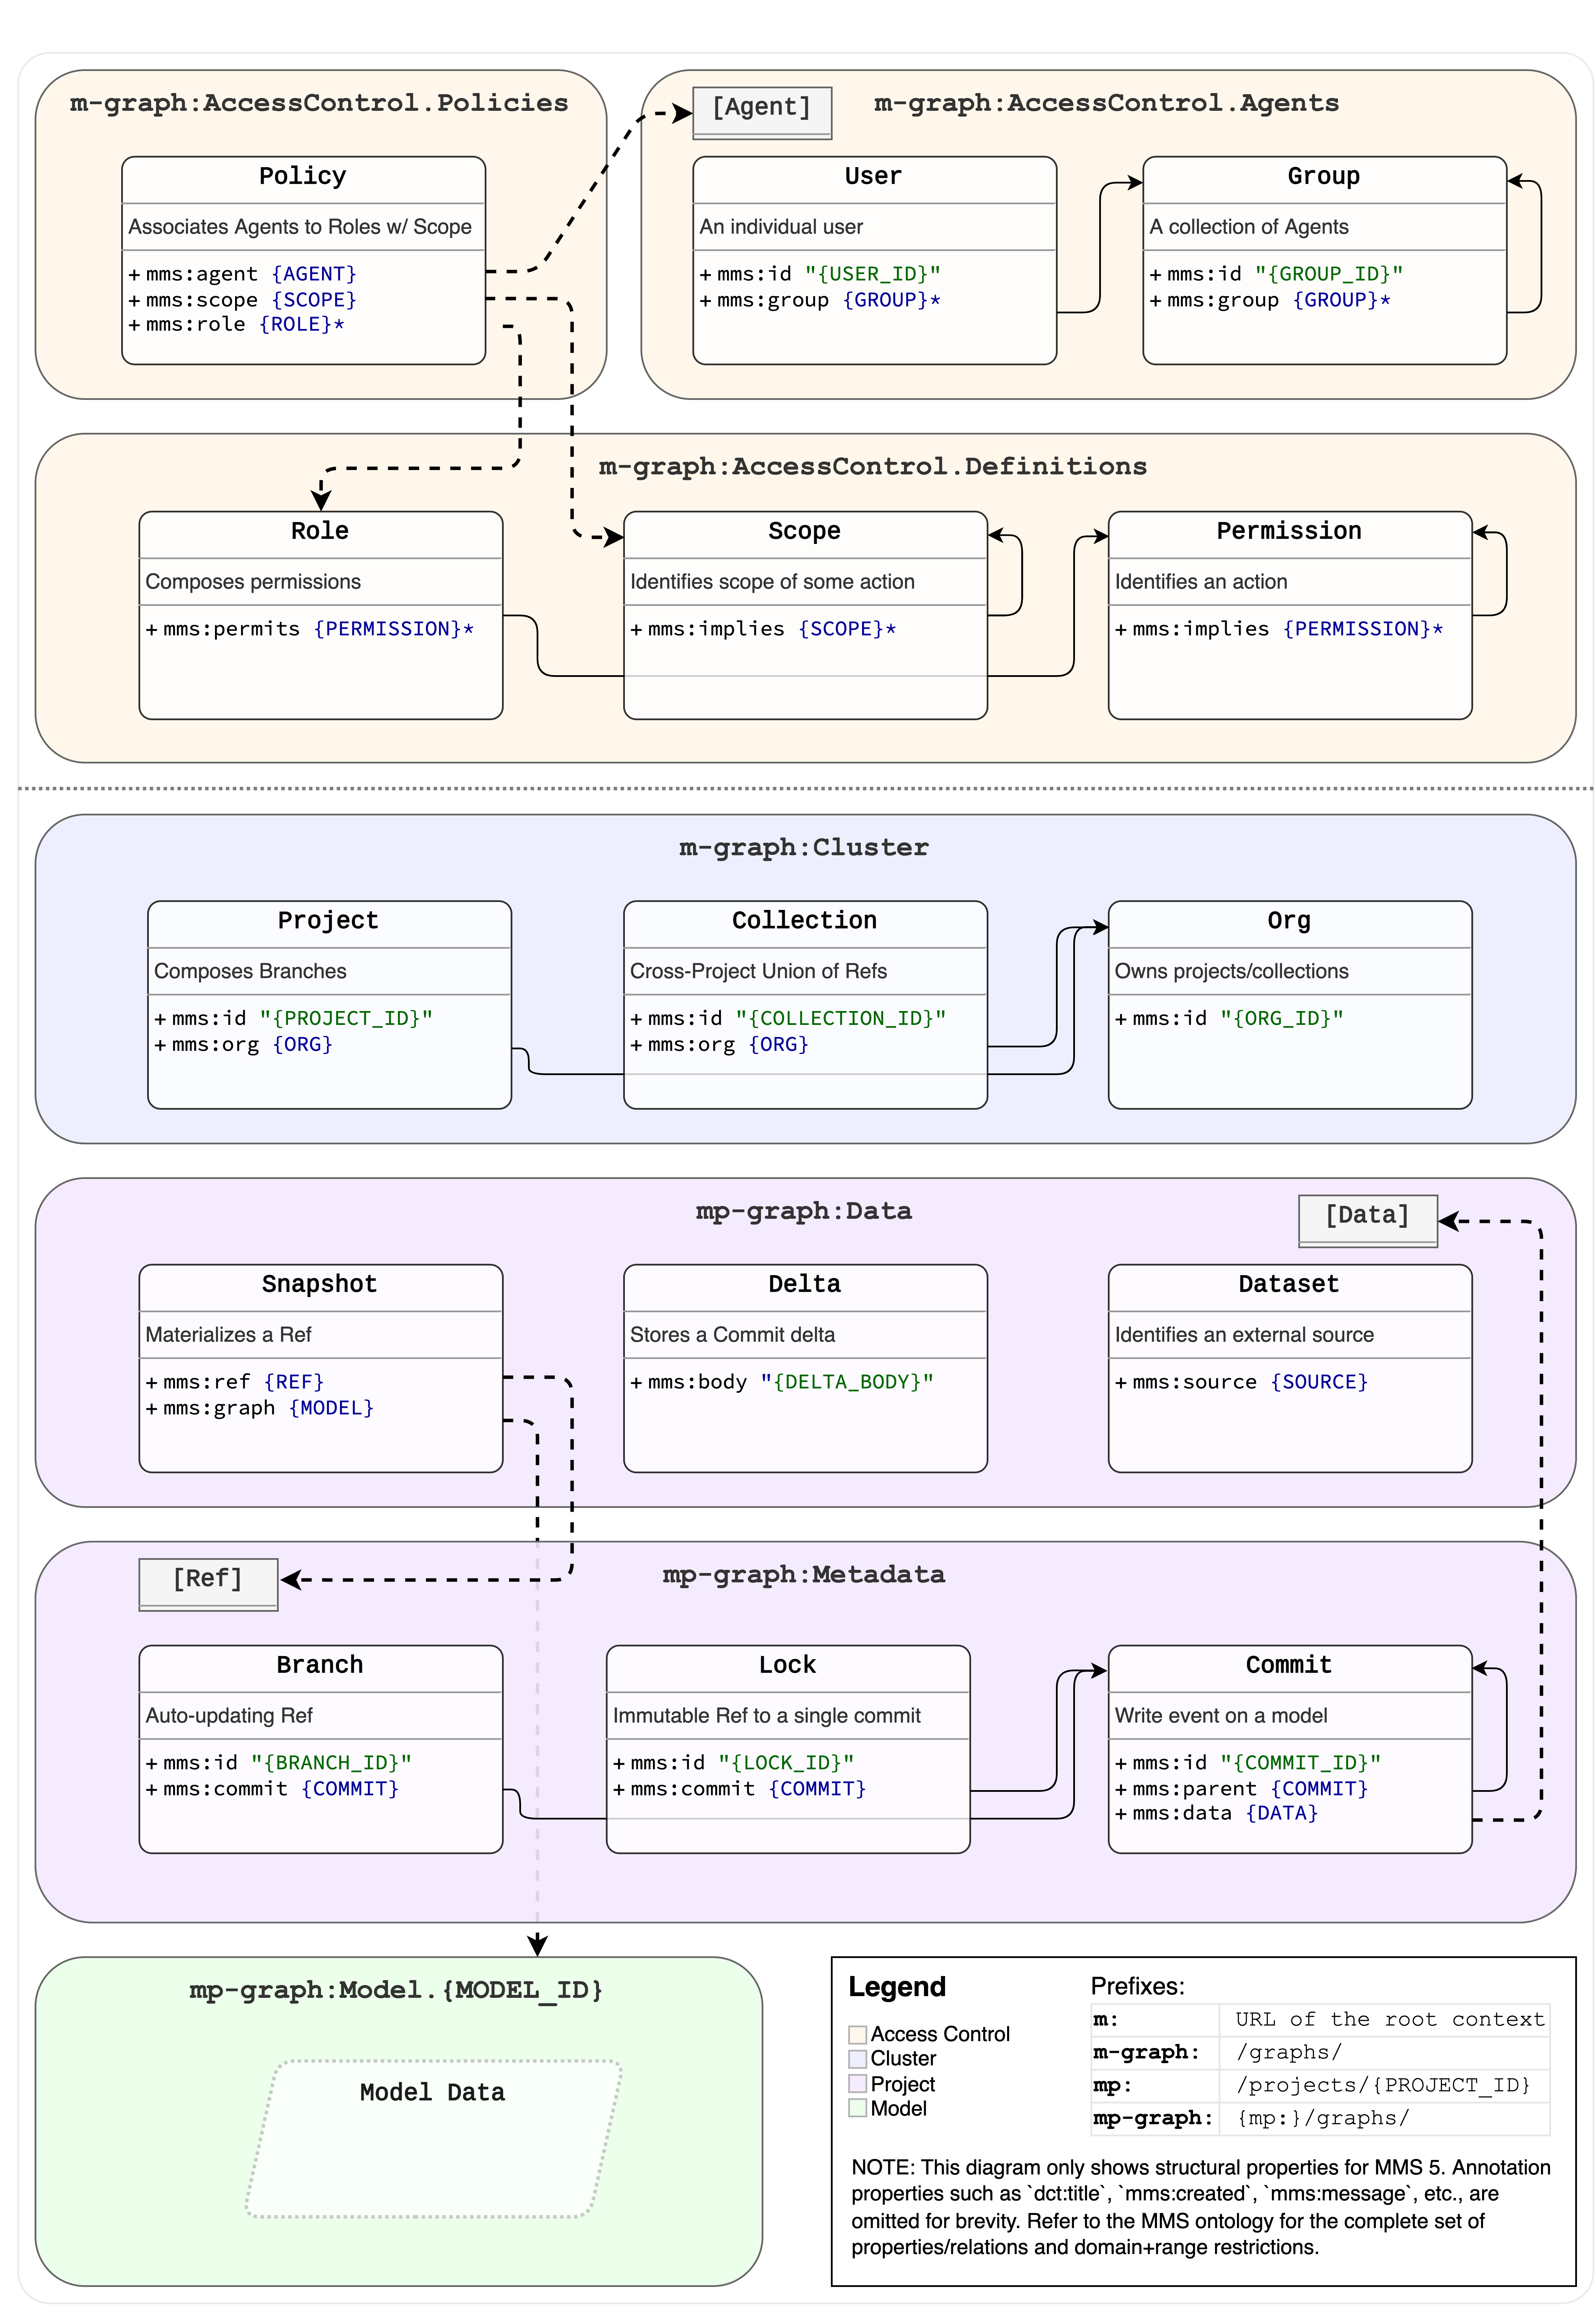 m-graph:AccessControl.Policies
Policy
Associates Agents to Roles w/ Scope
+ mms:agent {AGENT}
+ mms:scope {SCOPE}
+ mms:role {ROLE}*
[Agent]
m-graph:AccessControl.Agents
User
An individual user
+ mms:id "{USER_ID}"
+ mms:group {GROUP}*
Group
A collection of Agents
+ mms:id "{GROUP_ID}"
+ mms:group {GROUP}*
m-graph:AccessControl.Definitions
Role
Composes permissions
+ mms:permits {PERMISSION}*
Scope
Identifies scope of some action
+ mms:implies {SCOPE}*
Permission
Identifies an action
+ mms:implies {PERMISSION}*
m-graph:Cluster
Project
Composes Branches
+ mms:id "{PROJECT_ID}"
+ mms:org {ORG}
Collection
Cross-Project Union of Refs
+ mms:id "{COLLECTION_ID}"
+ mms:org {ORG}
Org
Owns projects/collections
+ mms:id "{ORG_ID}"
mp-graph:Data
[Data]
Snapshot
Materializes a Ref
+ mms:ref {REF}
+ mms:graph {MODEL}
Delta
Stores a Commit delta
+ mms:body "{DELTA_BODY}"
Dataset
Identifies an external source
+ mms:source {SOURCE}
[Ref]
mp-graph:Metadata
Branch
Auto-updating Ref
+ mms:id "{BRANCH_ID}"
+ mms:commit {COMMIT}
Lock
Immutable Ref to a single commit
+ mms:id "{LOCK_ID}"
+ mms:commit {COMMIT}
Commit
Write event on a model
+ mms:id "{COMMIT_ID}"
+ mms:parent {COMMIT}
+ mms:data {DATA}
mp-graph:Model.{MODEL_ID}
Model Data
Legend
Access Control
Cluster
Project
Model
Prefixes:
m: URL of the root context
m-graph: /graphs/
mp: /projects/{PROJECT_ID}
mp-graph: {mp:}/graphs/
NOTE: This diagram only shows structural properties for MMS 5. Annotation
properties such as `dct:title`, `mms:created`, `mms:message`, etc., are
omitted for brevity. Refer to the MMS ontology for the complete set of
properties/relations and domain+range restrictions.